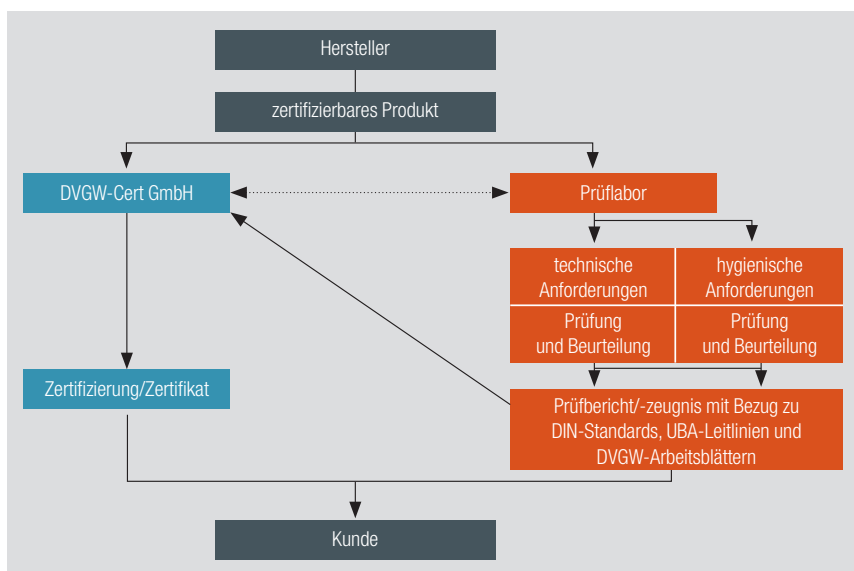 Hersteller
zertifizierbares Produkt
DVGW-Cert GmbH
Prüflabor
technische
Anforderungen
hygienische
Anforderungen
Prüfung
und Beurteilung
Prüfung
und Beurteilung
Zertifizierung/Zertifikat
Prüfbericht/-zeugnis mit Bezug zu
DIN-Standards, UBA-Leitlinien und
DVGW-Arbeitsblättern
Kunde